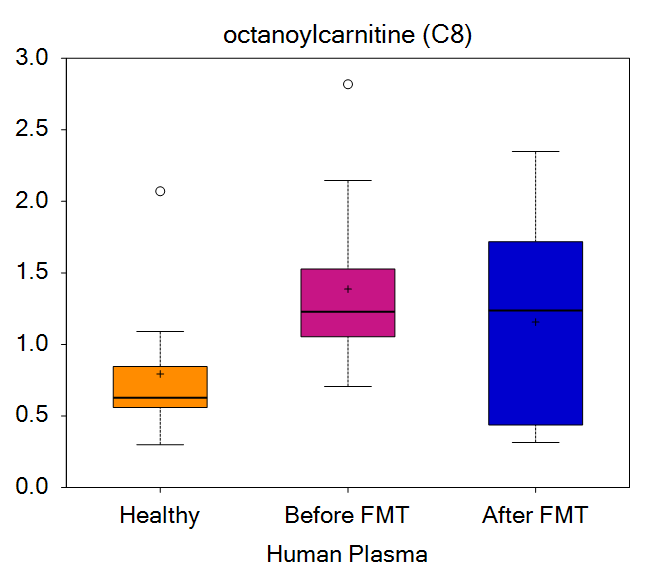 octanoylcarnitine (C8)
3.0
2.5
2.0
1.5
1.0
0.5
0.0
Healthy
Before FMT
After FMT
Human Plasma